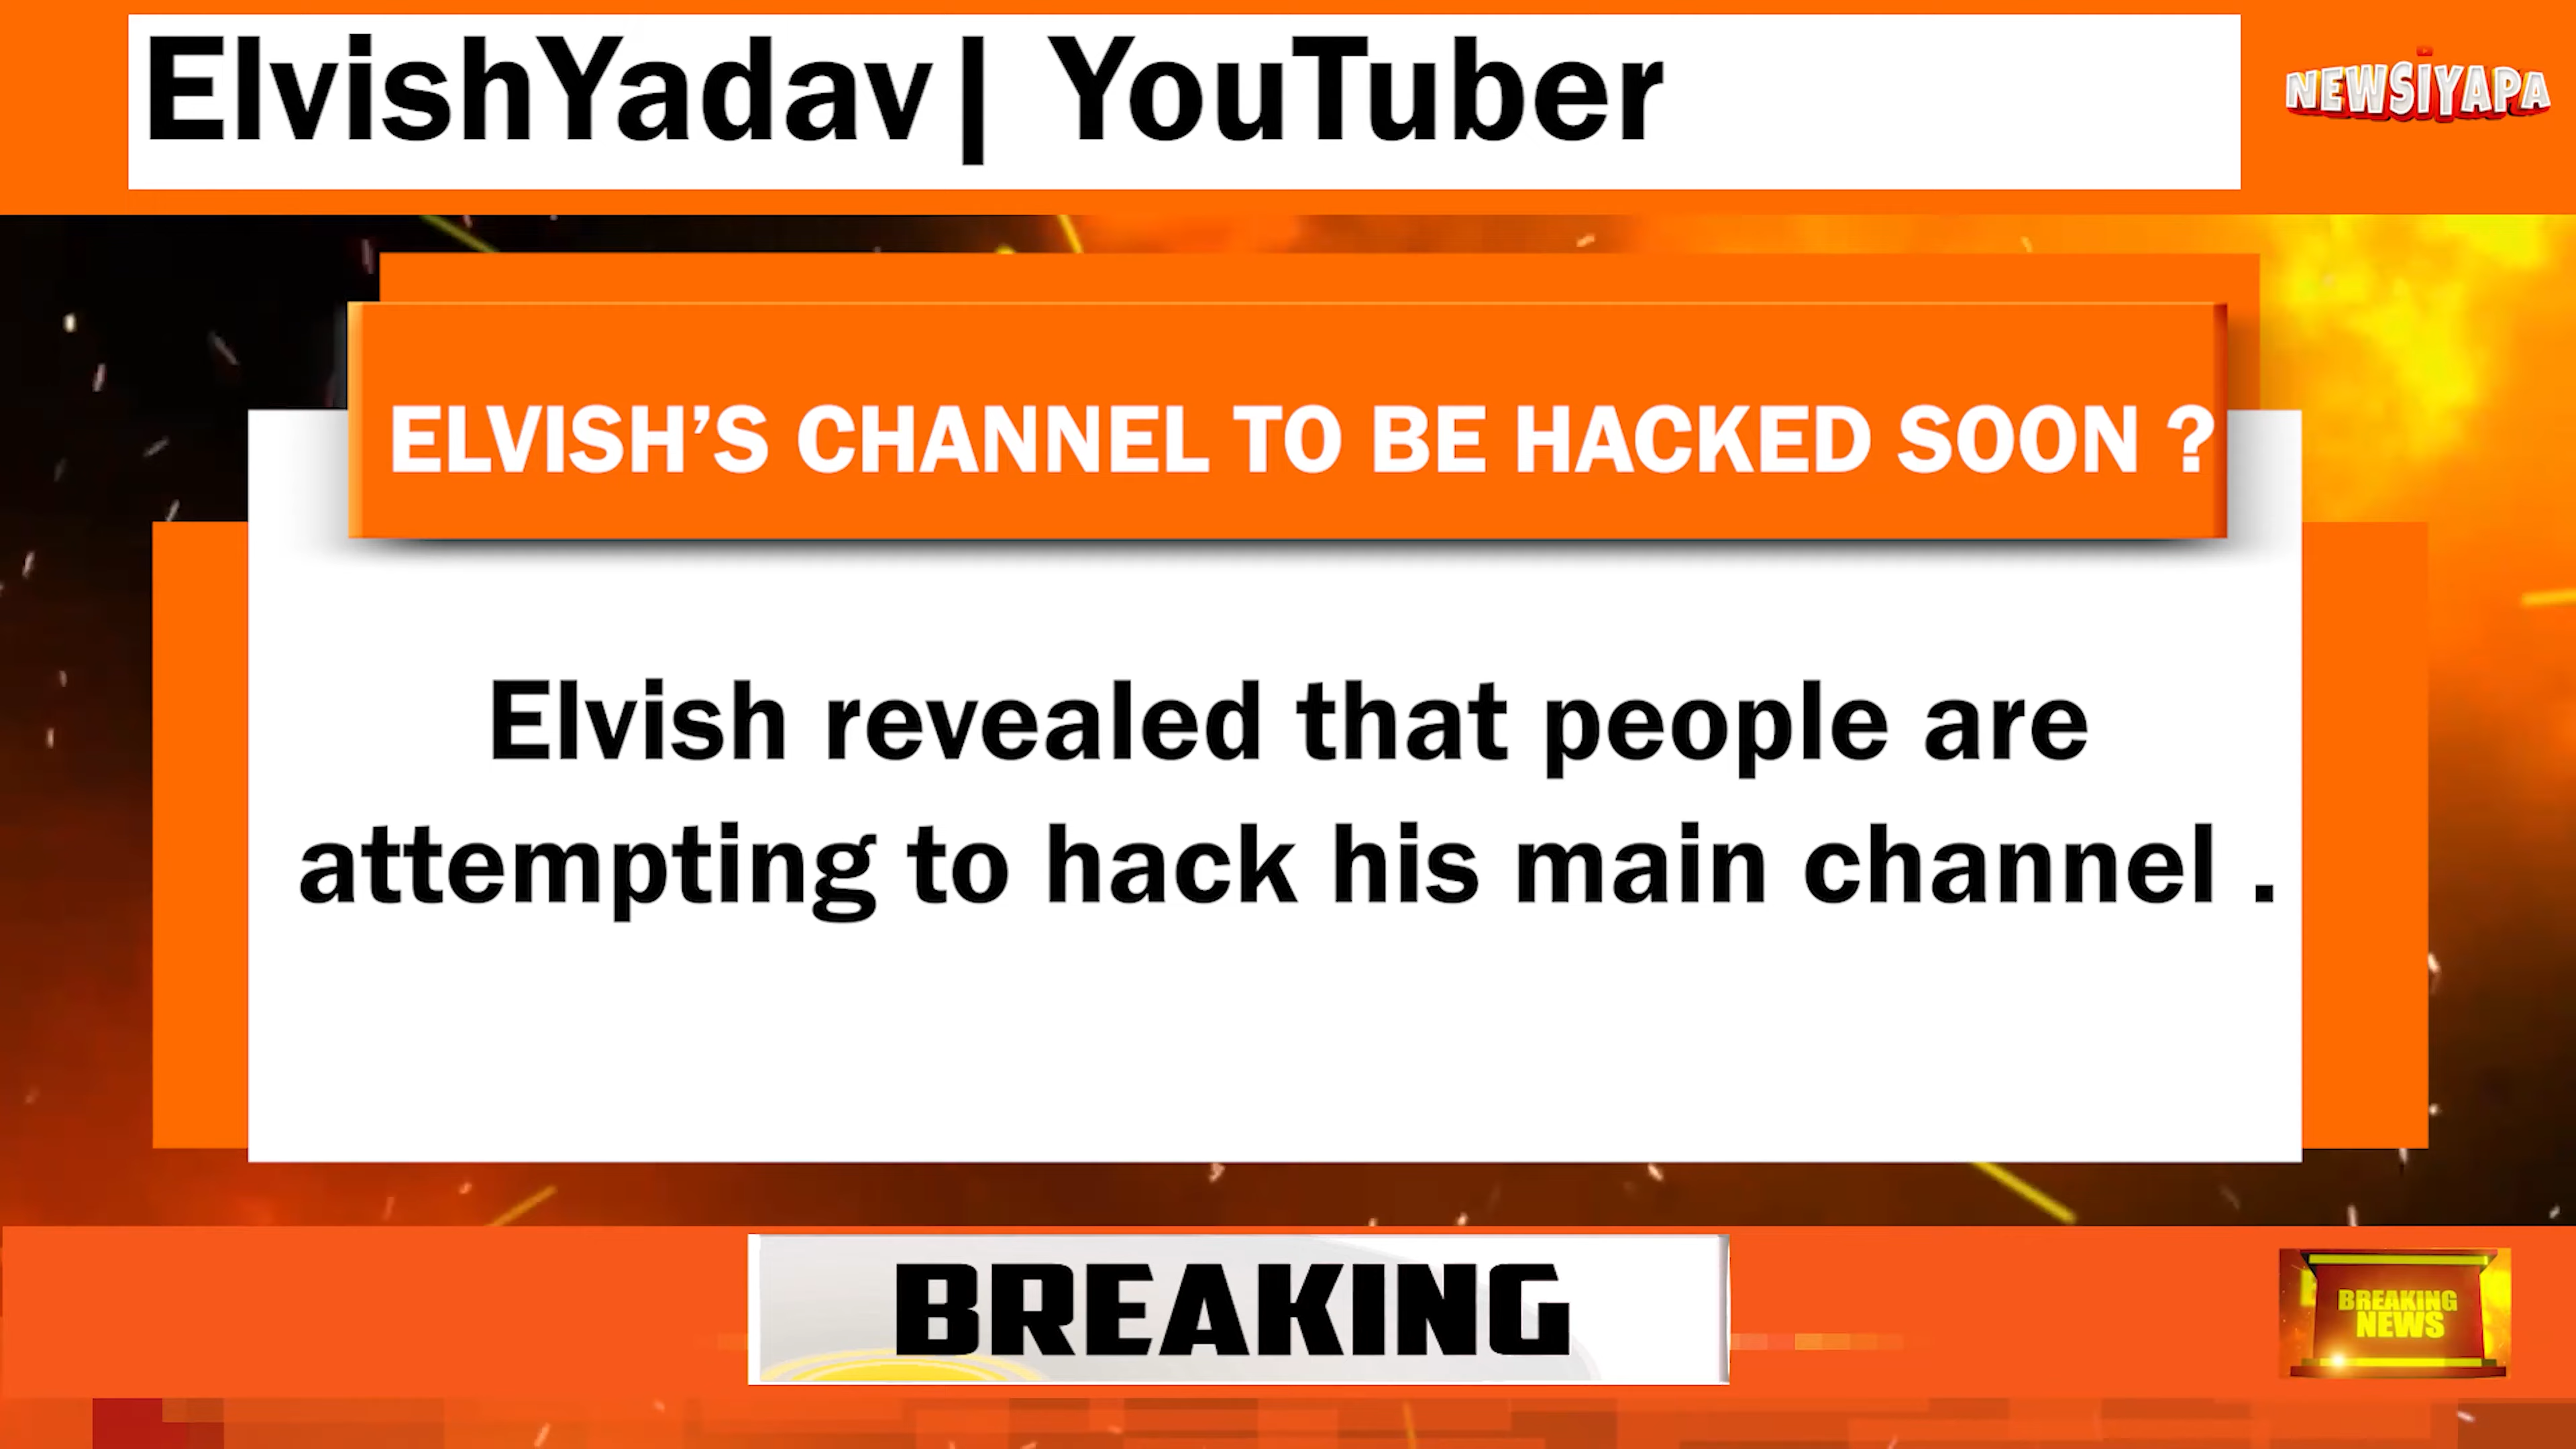 ElvishYadav| YouTuber
NEWSIYAPA
ELVISH’S CHANNEL TO BE HACKED SOON ?
Elvish revealed that people are
attempting to hack his main channel .
BREAKING
BREAKING
NEWS